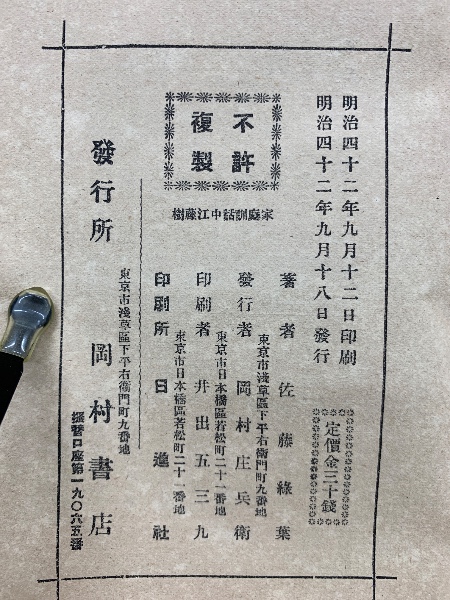 明治四十二年九月十二日印刷
明治四十二年九月十八日發行
定價金三十錢
不許
複製
家庭訓話中江藤樹
著者 佐藤綠葉
東京市淺草區下平右衞門町九番地
發行者 岡村庄兵衞
東京市日本橋區若松町二十一番地
印刷者 井出五三九
東京市日本橋區若松町二十一番地
印刷所 日進社
東京市淺草區下平右衞門町九番地
發行所 岡村書店
振替口座第一九〇六五番